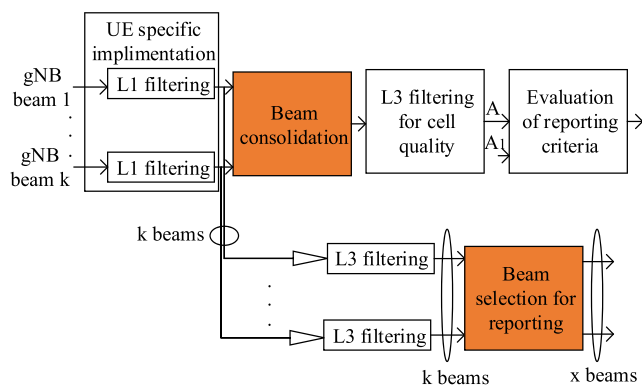 UE specific
implimentation
gNB
beam 1
L1 filtering
gNB
beam k
L1 filtering
Beam
consolidation
L3 filtering
for cell
quality
A
A1
Evaluation
of reporting
criteria
k beams
L3 filtering
L3 filtering
Beam
selection for
reporting
k beams
x beams